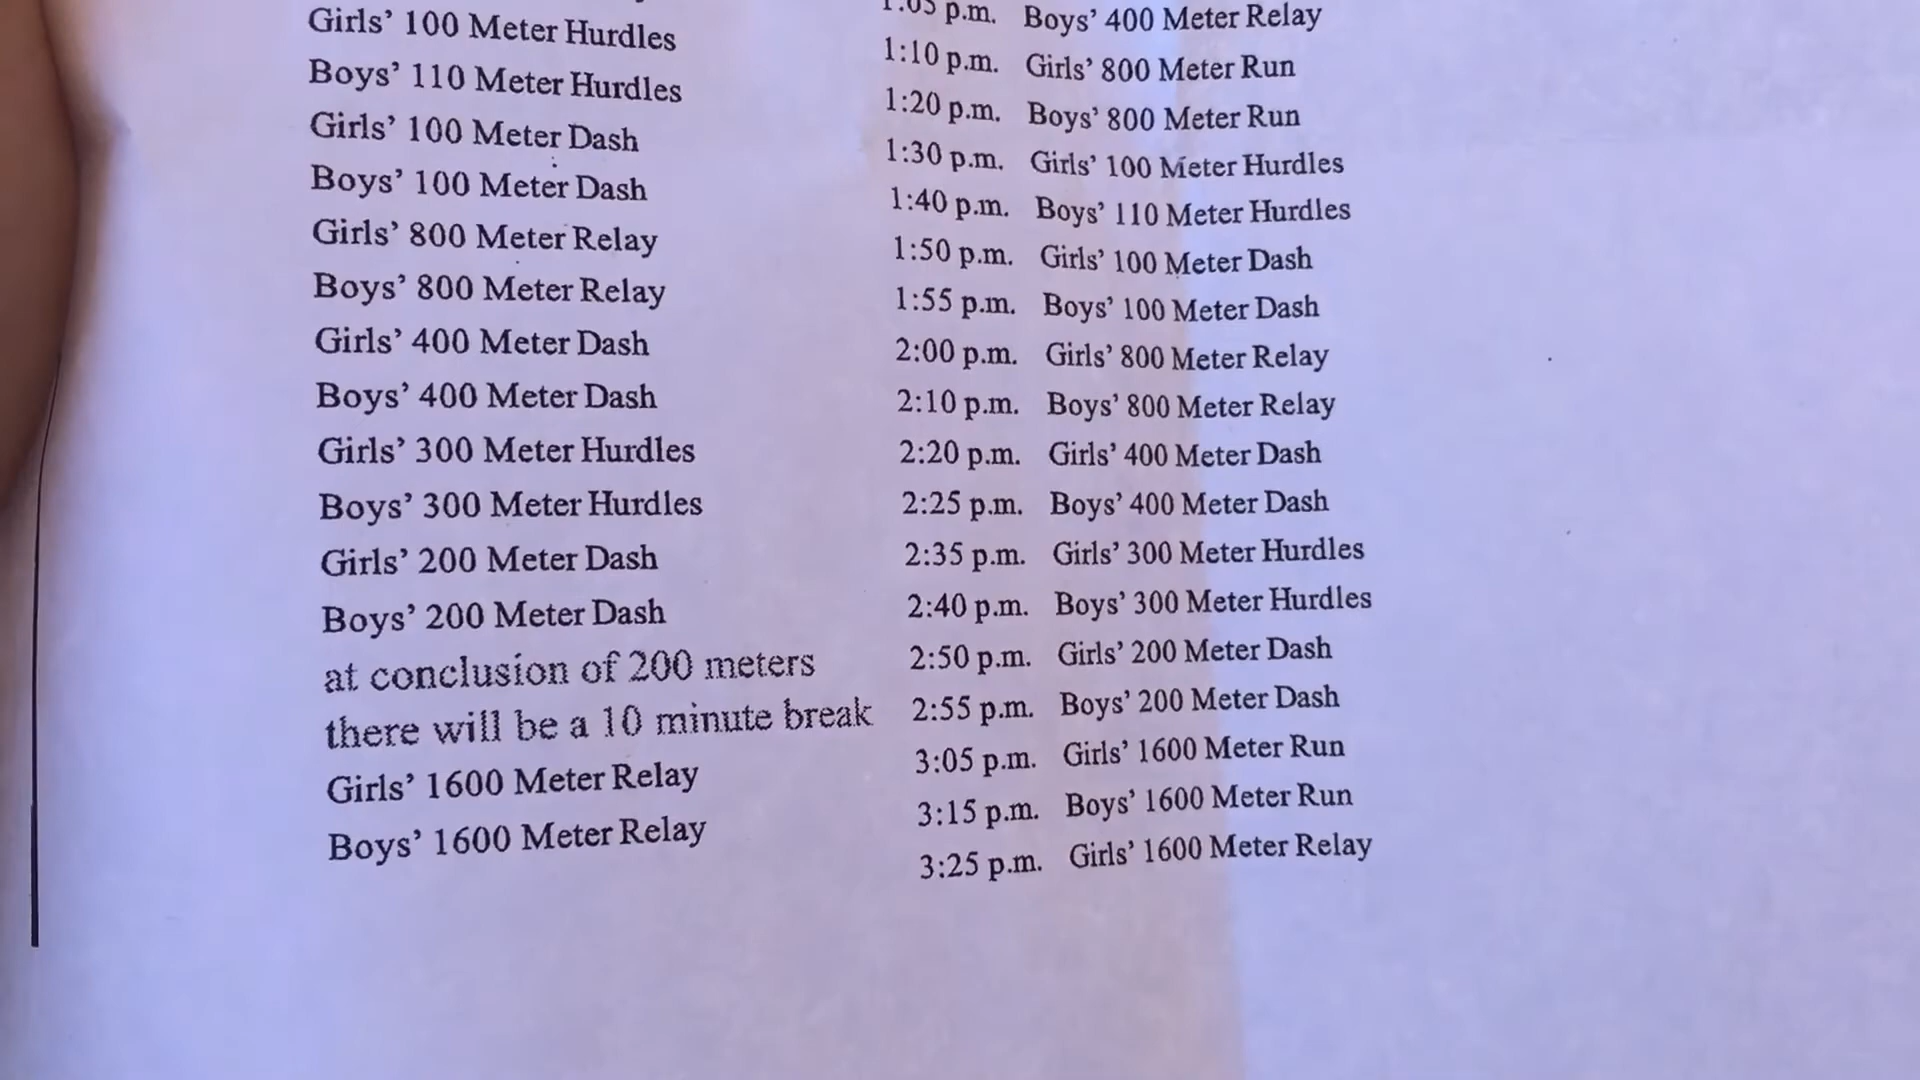 Girls’ 100 Meter Hurdles
Boys’ 110 Meter Hurdles
Girls’ 100 Meter Dash
Boys’ 100 Meter Dash
Girls’ 800 Meter Relay
Boys’ 800 Meter Relay
Girls’ 400 Meter Dash
Boys’ 400 Meter Dash
Girls’ 300 Meter Hurdles
Boys’ 300 Meter Hurdles
Girls’ 200 Meter Dash
Boys’ 200 Meter Dash
at conclusion of 200 meters
there will be a 10 minute break
Girls’ 1600 Meter Relay
Boys’ 1600 Meter Relay
1:05 p.m. Boys’ 400 Meter Relay
1:10 p.m. Girls’ 800 Meter Run
1:20 p.m. Boys’ 800 Meter Run
1:30 p.m. Girls’ 100 Meter Hurdles
1:40 p.m. Boys’ 110 Meter Hurdles
1:50 p.m. Girls’ 100 Meter Dash
1:55 p.m. Boys’ 100 Meter Dash
2:00 p.m. Girls’ 800 Meter Relay
2:10 p.m. Boys’ 800 Meter Relay
2:20 p.m. Girls’ 400 Meter Dash
2:25 p.m. Boys’ 400 Meter Dash
2:35 p.m. Girls’ 300 Meter Hurdles
2:40 p.m. Boys’ 300 Meter Hurdles
2:50 p.m. Girls’ 200 Meter Dash
2:55 p.m. Boys’ 200 Meter Dash
3:05 p.m. Girls’ 1600 Meter Run
3:15 p.m. Boys’ 1600 Meter Run
3:25 p.m. Girls’ 1600 Meter Relay